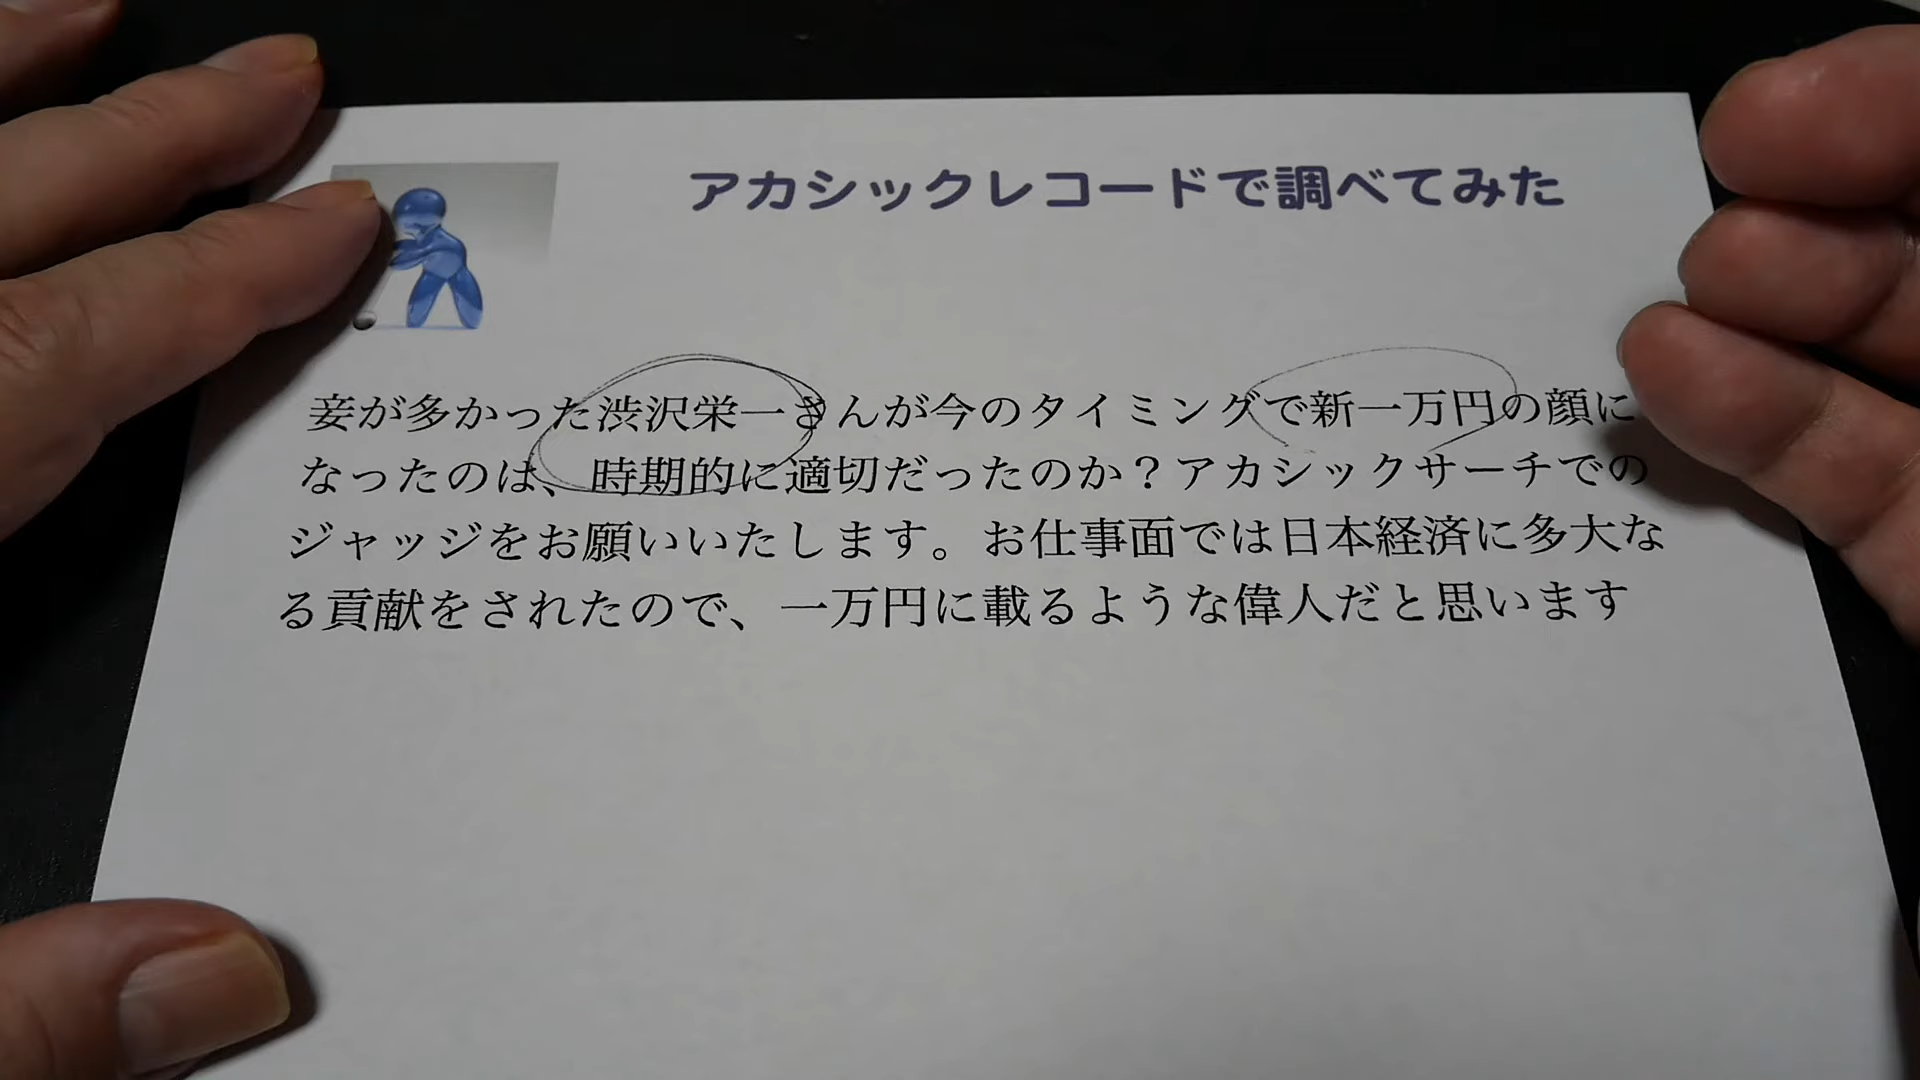 アカシックレコードで調べてみた
妾が多かった渋沢栄一さんが今のタイミングで新一万円の顔に
なったのは、時期的に適切だったのか？アカシックサーチでの
ジャッジをお願いいたします。お仕事面では日本経済に多大な
る貢献をされたので、一万円に載るような偉人だと思います